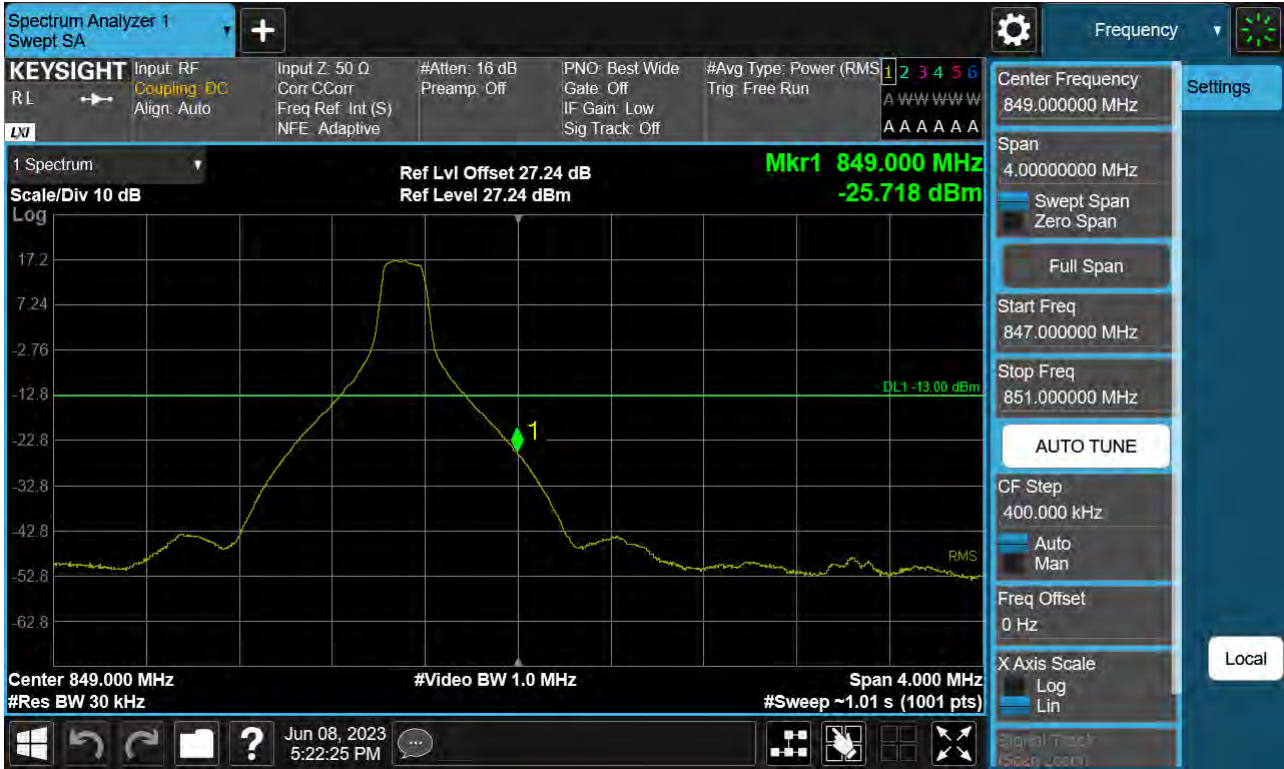 Spectrum Analyzer 1
Swept SA
Frequency
KEYSIGHT
R L
LXI
Input: RF
Coupling: DC
Align: Auto
Input Z: 50 Ω
Corr CCorr
Freq Ref: Int (S)
NFE: Adaptive
#Atten: 16 dB
Preamp: Off
PNO: Best Wide
Gate: Off
IF Gain: Low
Sig Track: Off
#Avg Type: Power (RMS
Trig: Free Run
1 2 3 4 5 6
A W W W W W
A A A A A A
1 Spectrum
Scale/Div 10 dB
Log
Ref Lvl Offset 27.24 dB
Ref Level 27.24 dBm
Mkr1 849.000 MHz
-25.718 dBm
17.2
7.24
-2.76
-12.8
-22.8
-32.8
-42.8
-52.8
-62.8
DL1 -13.00 dBm
1
RMS
Center 849.000 MHz
#Res BW 30 kHz
#Video BW 1.0 MHz
Span 4.000 MHz
#Sweep ~1.01 s (1001 pts)
Center Frequency
849.000000 MHz
Settings
Span
4.00000000 MHz
Swept Span
Zero Span
Full Span
Start Freq
847.000000 MHz
Stop Freq
851.000000 MHz
AUTO TUNE
CF Step
400.000 kHz
Auto
Man
Freq Offset
0 Hz
X Axis Scale
Log
Lin
Local
Signal Track
(Span Zoom)
Jun 08, 2023
5:22:25 PM